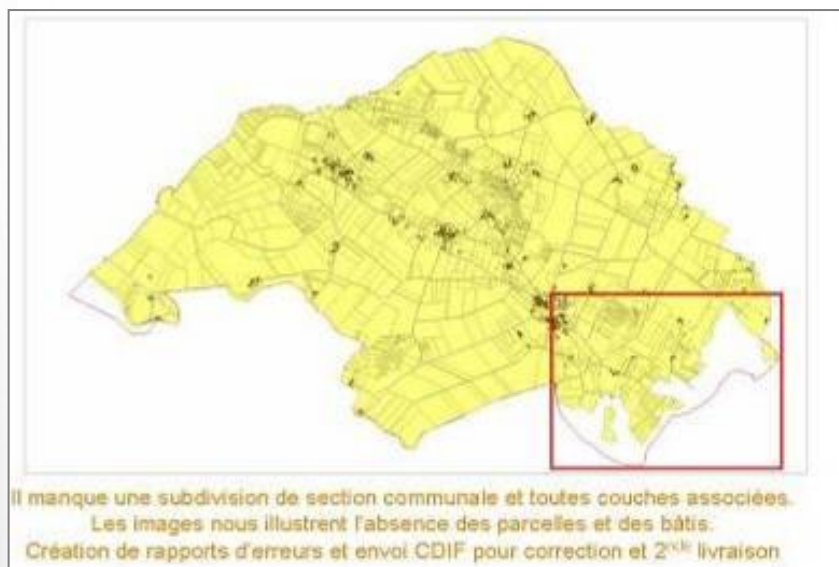 Il manque une subdivision de section communale et toutes couches associées.
Les images nous illustrent l'absence des parcelles et des bâtis.
Création de rapports d'erreurs et envoi CDIF pour correction et 2nde livraison